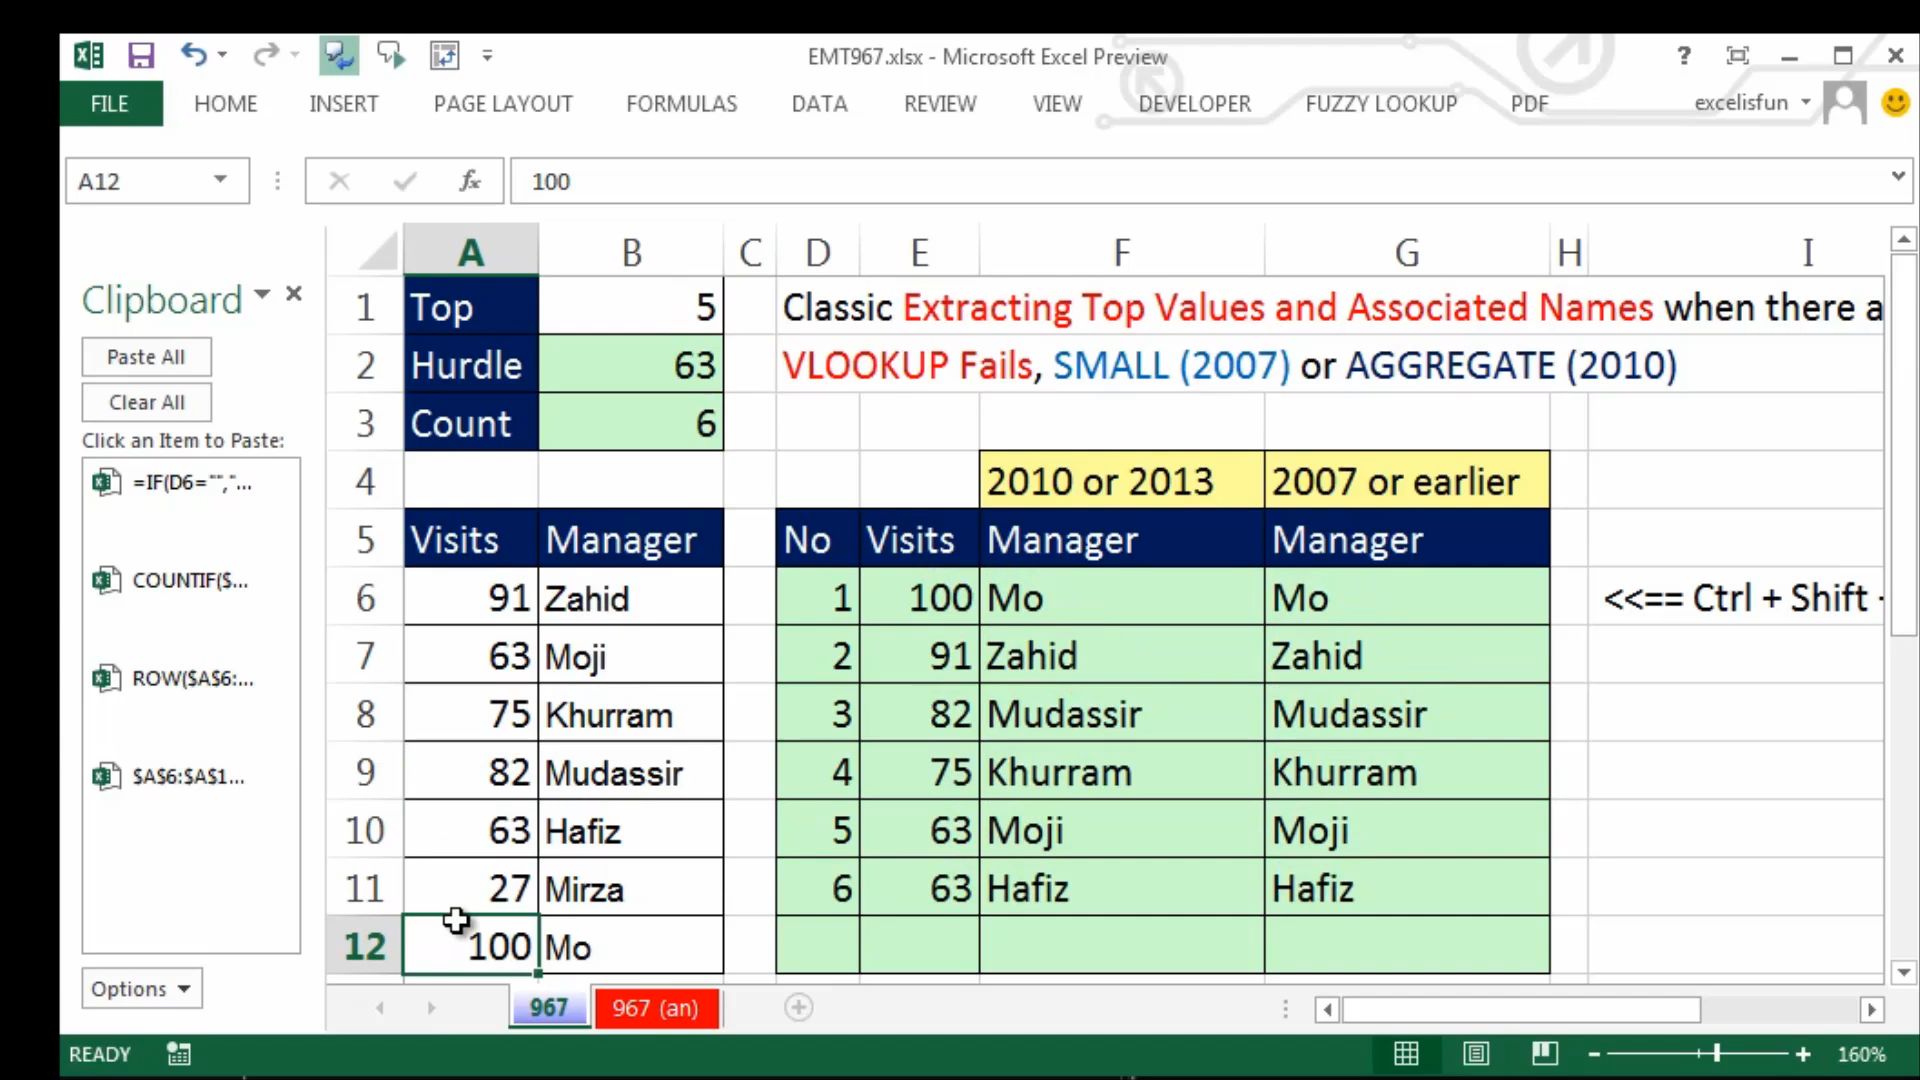 EMT967.xlsx - Microsoft Excel Preview
FILE HOME INSERT PAGE LAYOUT FORMULAS DATA REVIEW VIEW DEVELOPER FUZZY LOOKUP PDF excelisfun
A12 fx 100
Clipboard
Paste All
Clear All
Click an Item to Paste:
=IF(D6="","...
COUNTIF($...
ROW($A$6:...
$A$6:$A$1...
Options
A B C D E F G H I
1 Top 5 Classic Extracting Top Values and Associated Names when there a
2 Hurdle 63 VLOOKUP Fails, SMALL (2007) or AGGREGATE (2010)
3 Count 6
4 2010 or 2013 2007 or earlier
5 Visits Manager No Visits Manager Manager
6 91 Zahid 1 100 Mo Mo <<== Ctrl + Shift
7 63 Moji 2 91 Zahid Zahid
8 75 Khurram 3 82 Mudassir Mudassir
9 82 Mudassir 4 75 Khurram Khurram
10 63 Hafiz 5 63 Moji Moji
11 27 Mirza 6 63 Hafiz Hafiz
12 100 Mo
967 967 (an)
READY 160%